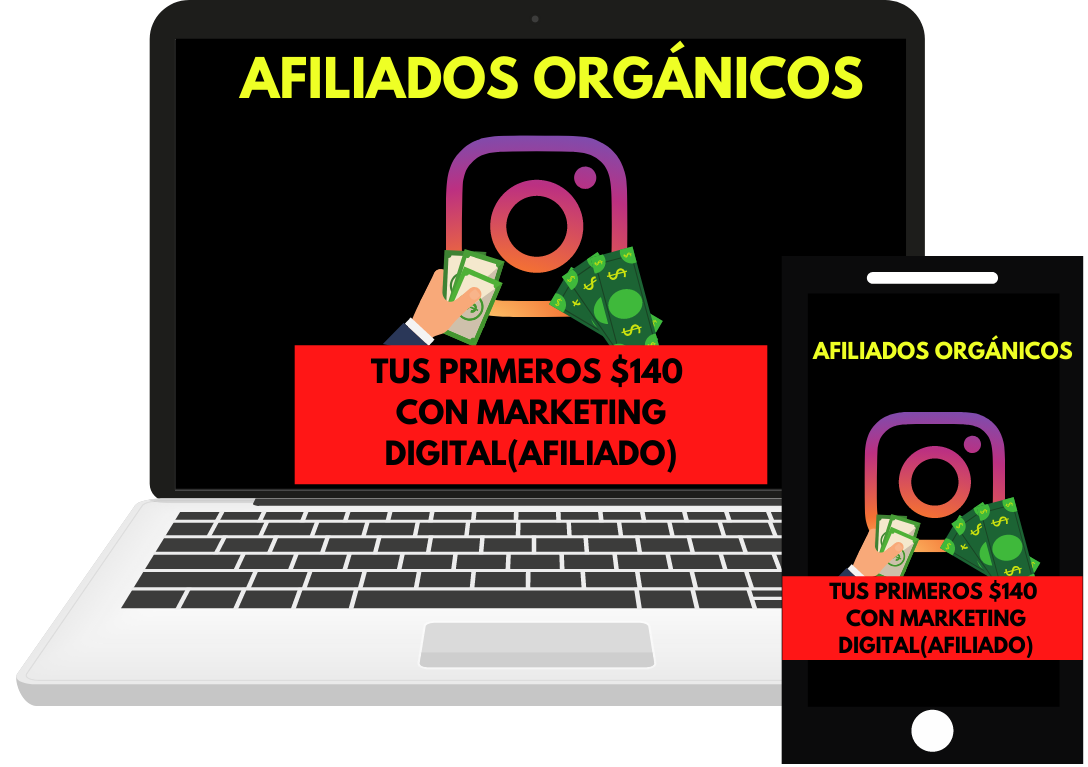 AFILIADOS ORGÁNICOS
TUS PRIMEROS $140
CON MARKETING
DIGITAL(AFILIADO)
AFILIADOS ORGÁNICOS
TUS PRIMEROS $140
CON MARKETING
DIGITAL(AFILIADO)